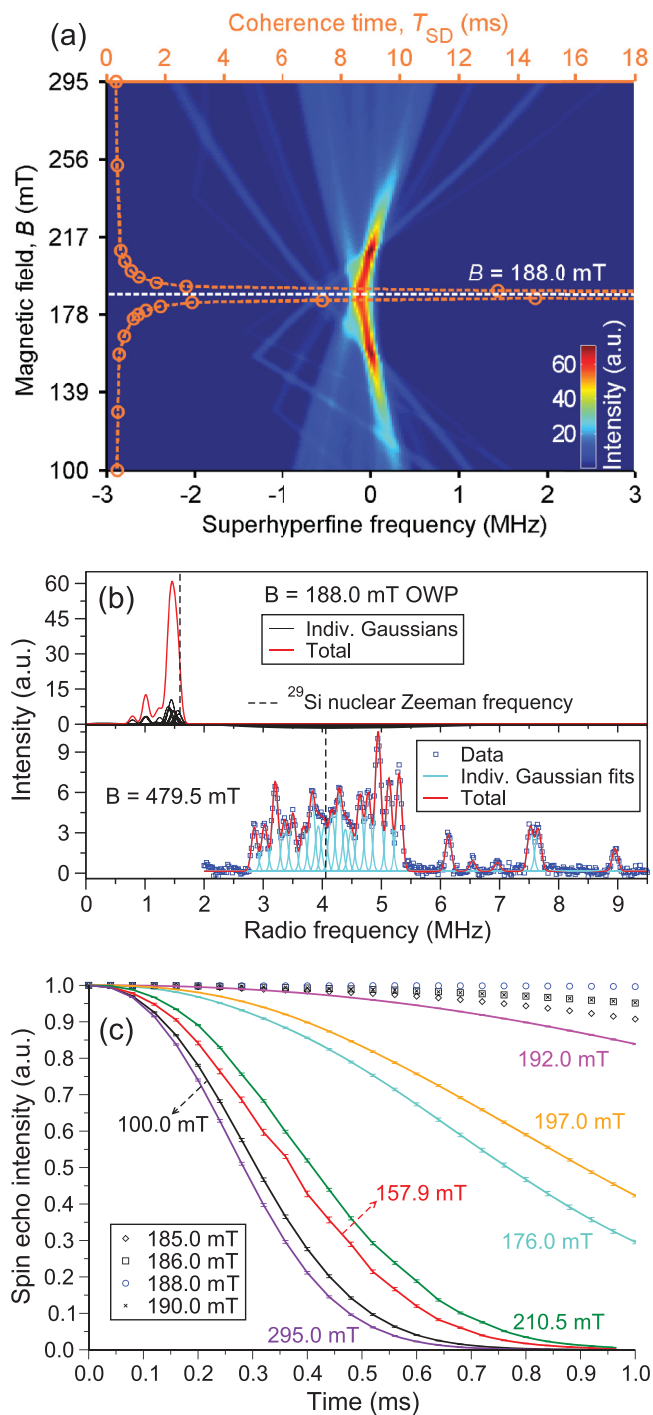 (a)
Coherence time, T_SD (ms)
0 2 4 6 8 10 12 14 16 18
Magnetic field, B (mT)
295
256
217
178
139
100
B = 188.0 mT
Intensity (a.u.)
60
40
20
-3 -2 -1 0 1 2 3
Superhyperfine frequency (MHz)
(b)
Intensity (a.u.)
60
45
30
15
0
B = 188.0 mT OWP
Indiv. Gaussians
Total
²⁹Si nuclear Zeeman frequency
9
6
3
0
B = 479.5 mT
Data
Indiv. Gaussian fits
Total
0 1 2 3 4 5 6 7 8 9
Radio frequency (MHz)
(c)
Spin echo intensity (a.u.)
1.0
0.9
0.8
0.7
0.6
0.5
0.4
0.3
0.2
0.1
0.0
192.0 mT
197.0 mT
100.0 mT
157.9 mT
176.0 mT
185.0 mT
186.0 mT
188.0 mT
190.0 mT
210.5 mT
295.0 mT
0.0 0.1 0.2 0.3 0.4 0.5 0.6 0.7 0.8 0.9 1.0
Time (ms)